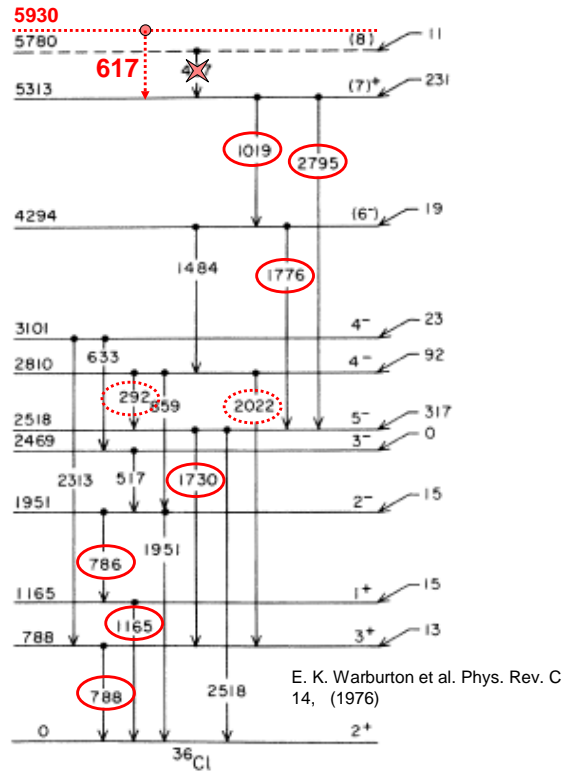 5930
5780 (8) 11
617
5313 (7)+ 231
1019 2795
4294 (6-) 19
1484 1776
3101 4- 23
633
2810 4- 92
292 859 2022
2518 5- 317
2469 3- 0
2313 517 1730
1951 2- 15
786 1951
1165 1+ 15
1165
788 3+ 13
788 2518
E. K. Warburton et al. Phys. Rev. C
14, (1976)
0 2+
36Cl